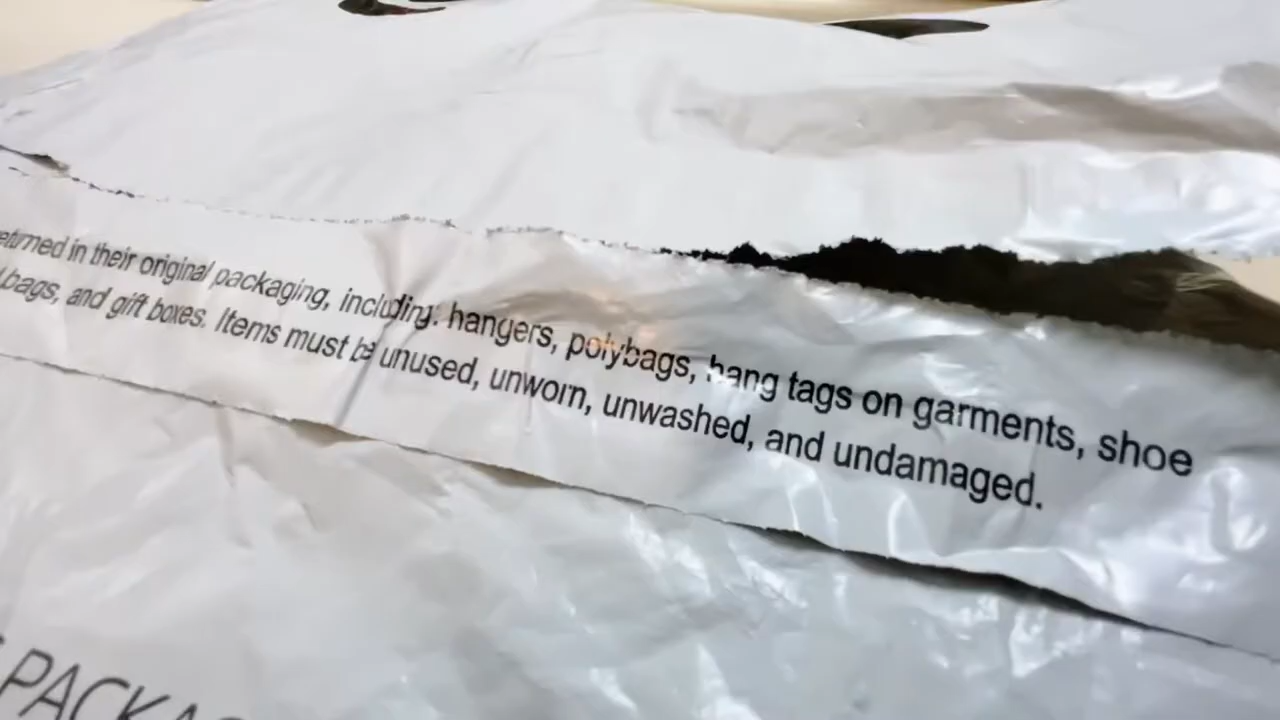 returned in their original packaging, including: hangers, polybags, hang tags on garments, shoe
bags, and gift boxes. Items must be unused, unworn, unwashed, and undamaged.